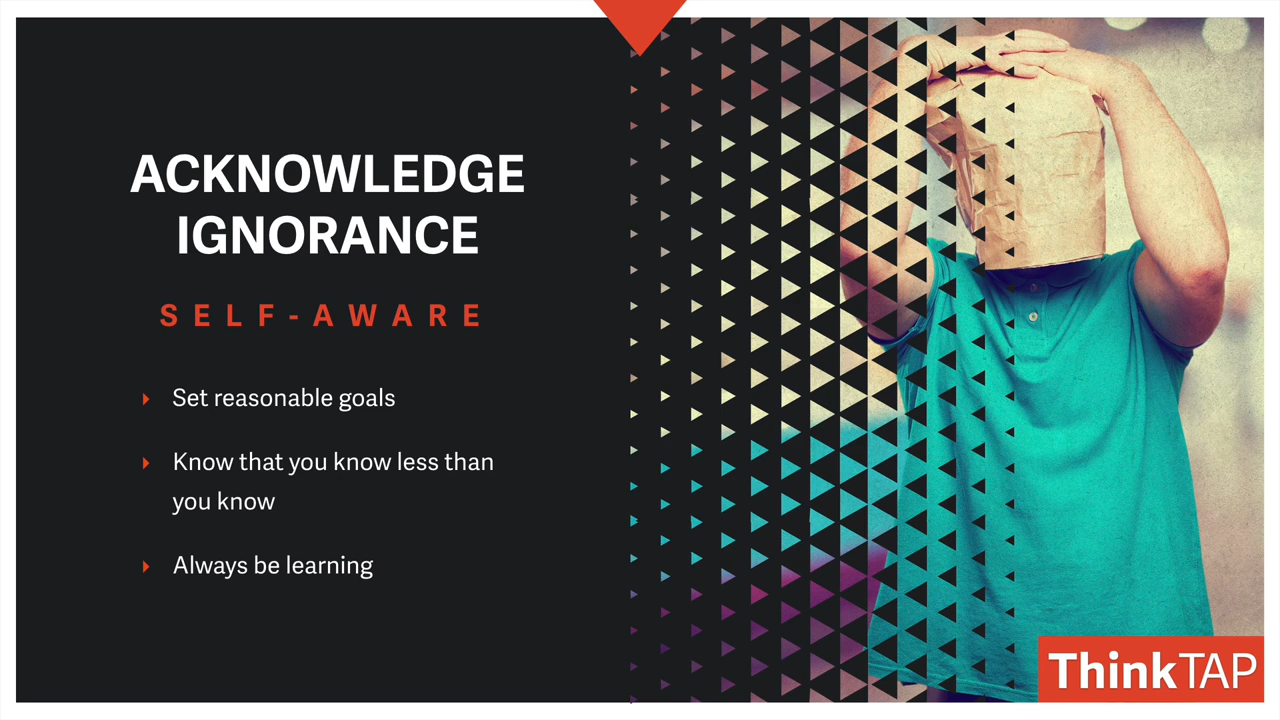 ACKNOWLEDGE
IGNORANCE
SELF-AWARE
Set reasonable goals
Know that you know less than
you know
Always be learning
ThinkTAP